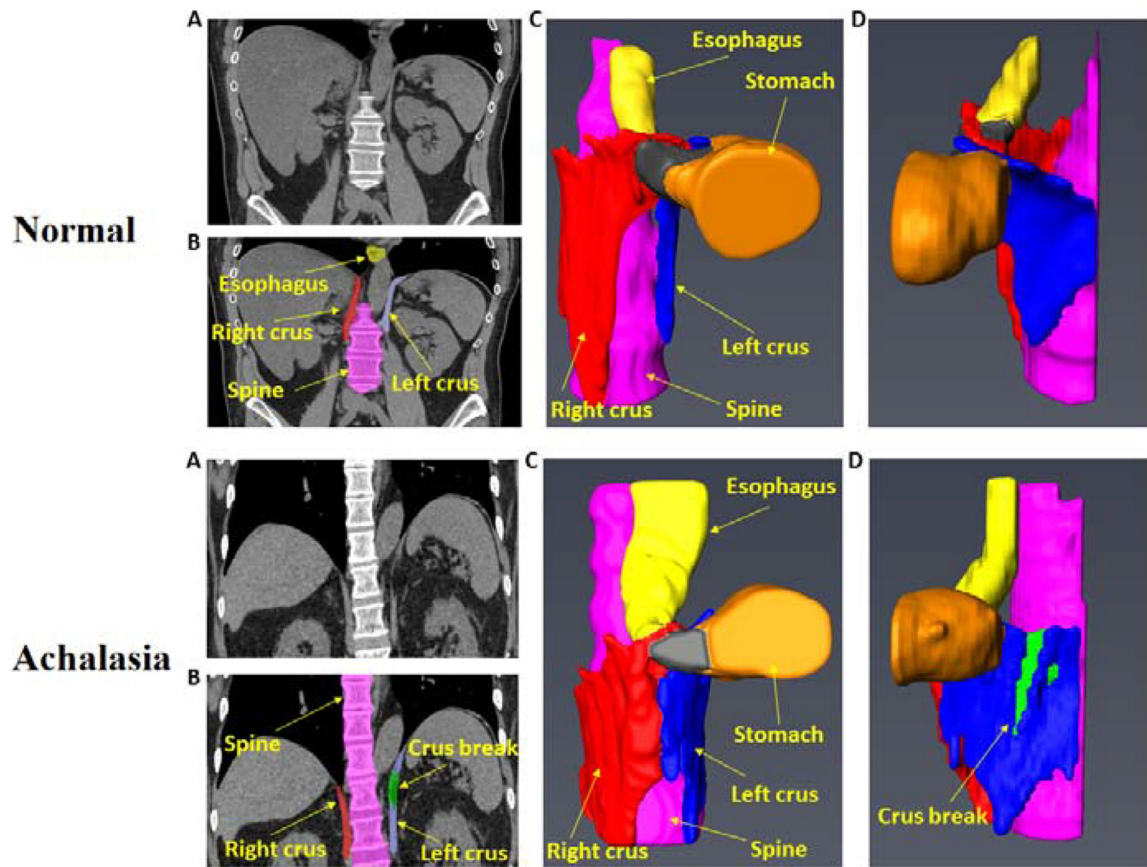 A
C
D
Esophagus
Stomach
Normal
B
Esophagus
Right crus
Spine
Left crus
Left crus
Right crus
Spine
A
C
D
Esophagus
Achalasia
B
Spine
Crus break
Right crus
Left crus
Stomach
Left crus
Right crus
Spine
Crus break